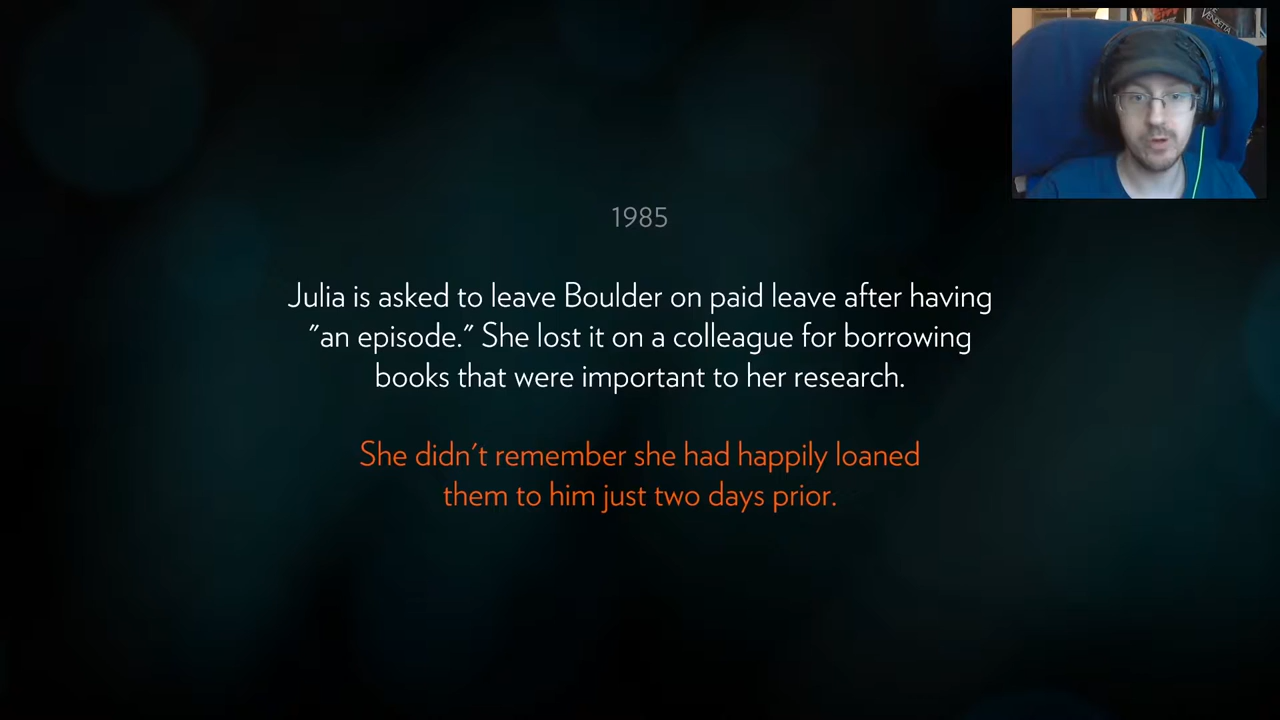 VENDETTA
1985
Julia is asked to leave Boulder on paid leave after having
"an episode." She lost it on a colleague for borrowing
books that were important to her research.
She didn't remember she had happily loaned
them to him just two days prior.